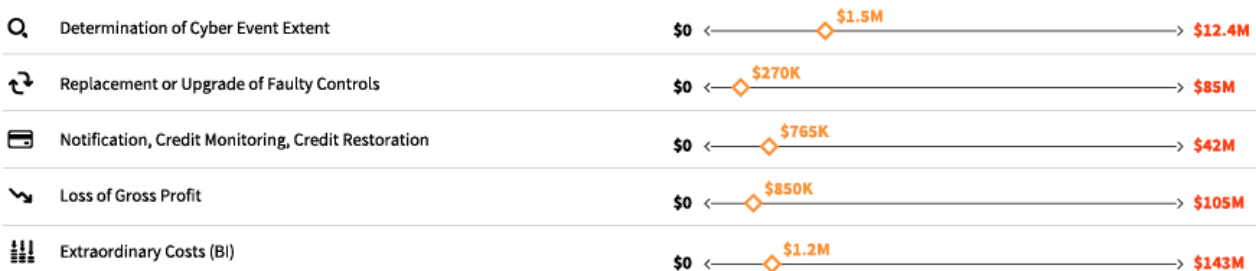 Determination of Cyber Event Extent $0 $1.5M $12.4M
Replacement or Upgrade of Faulty Controls $0 $270K $85M
Notification, Credit Monitoring, Credit Restoration $0 $765K $42M
Loss of Gross Profit $0 $850K $105M
Extraordinary Costs (BI) $0 $1.2M $143M